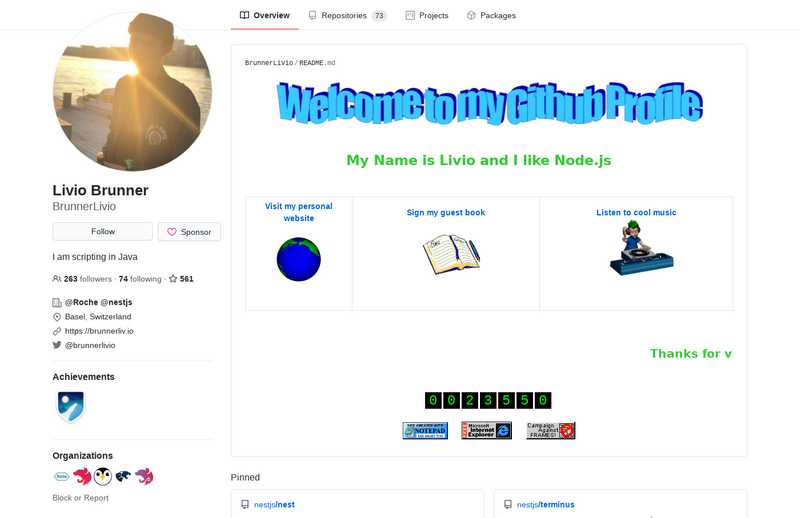 Overview
Repositories 73
Projects
Packages
Livio Brunner
BrunnerLivio
Follow
Sponsor
I am scripting in Java
263 followers · 74 following · 561
@Roche @nestjs
Basel, Switzerland
https://brunnerliv.io
@brunnerlivio
Achievements
Organizations
Block or Report
BrunnerLivio / README.md
Welcome to my Github Profile
My Name is Livio and I like Node.js
Visit my personal
website
Sign my guest book
Listen to cool music
Thanks for v
0023550
NOTEPAD
Microsoft
Internet
Explorer
Campaign
Against
FRAMES!
Pinned
nestjs/nest
nestjs/terminus